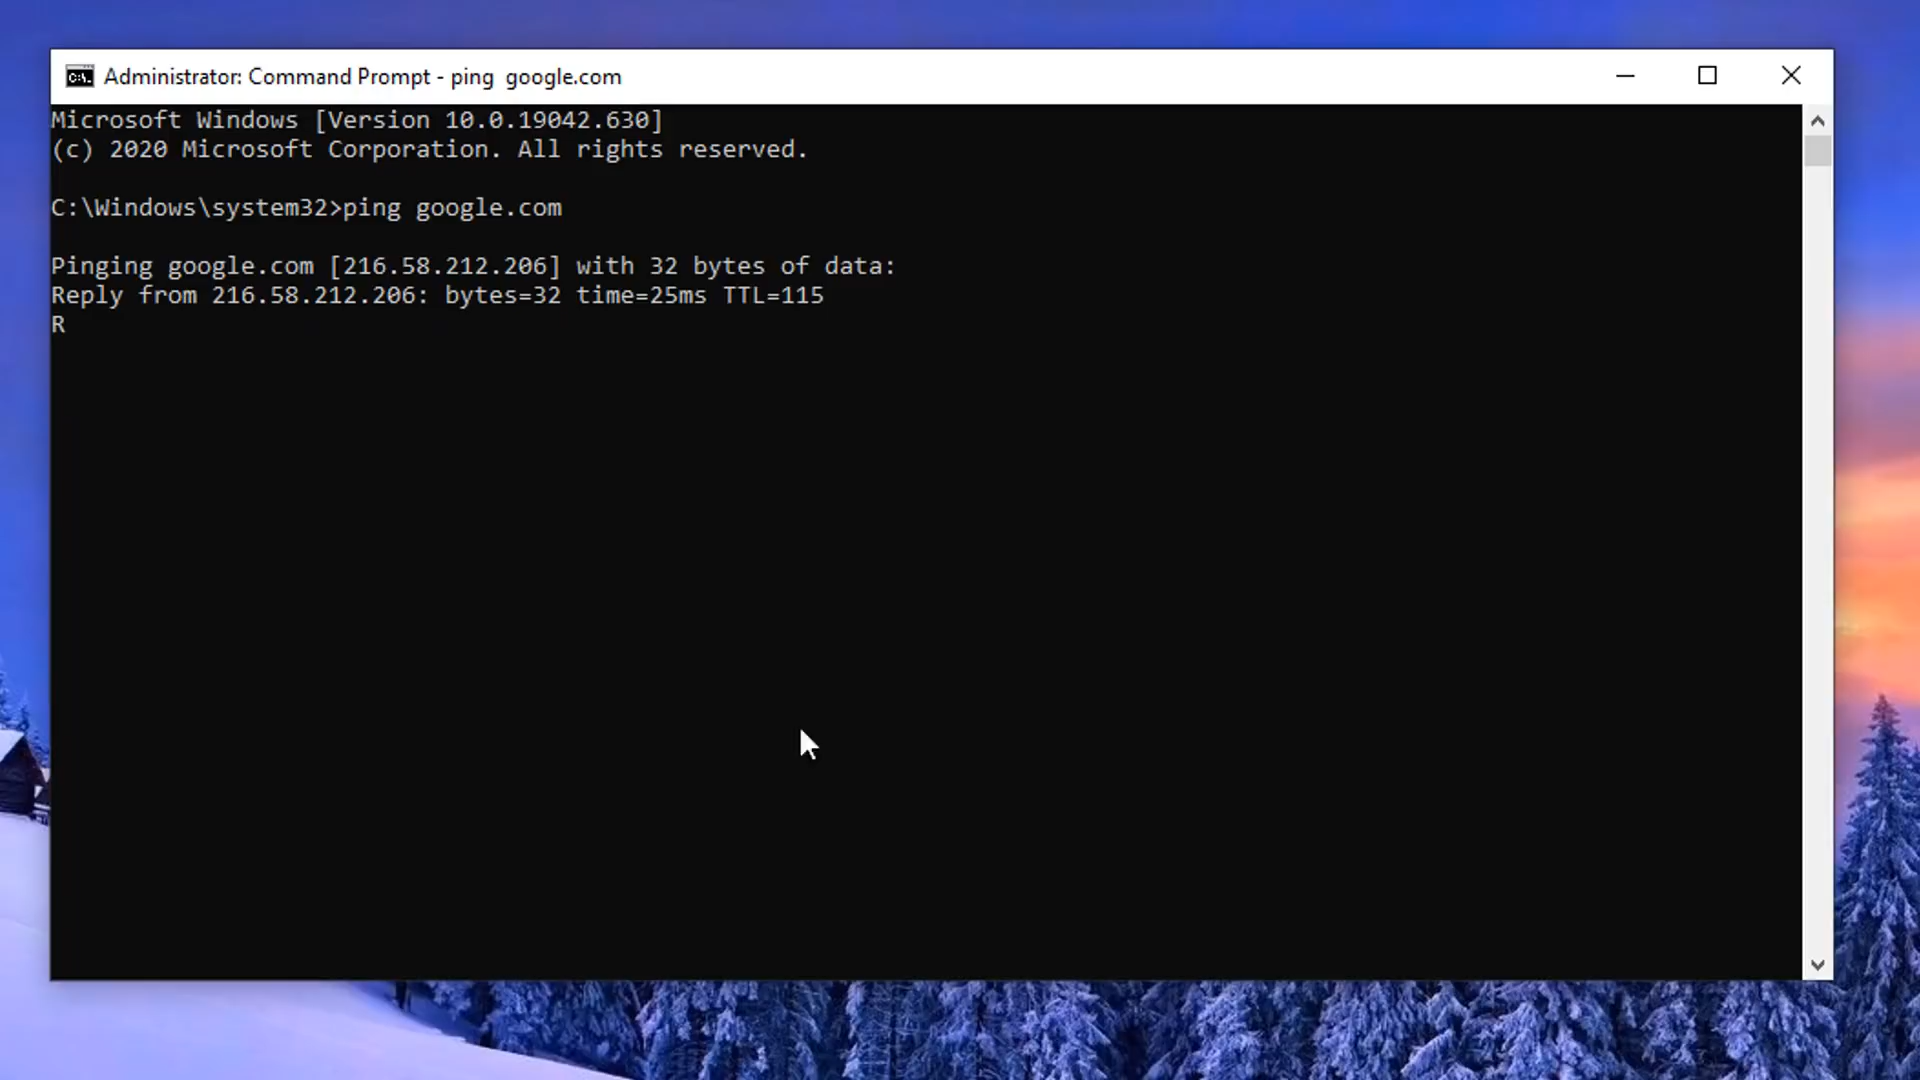 Administrator: Command Prompt - ping  google.com
Microsoft Windows [Version 10.0.19042.630]
(c) 2020 Microsoft Corporation. All rights reserved.
C:\Windows\system32>ping google.com
Pinging google.com [216.58.212.206] with 32 bytes of data:
Reply from 216.58.212.206: bytes=32 time=25ms TTL=115
R